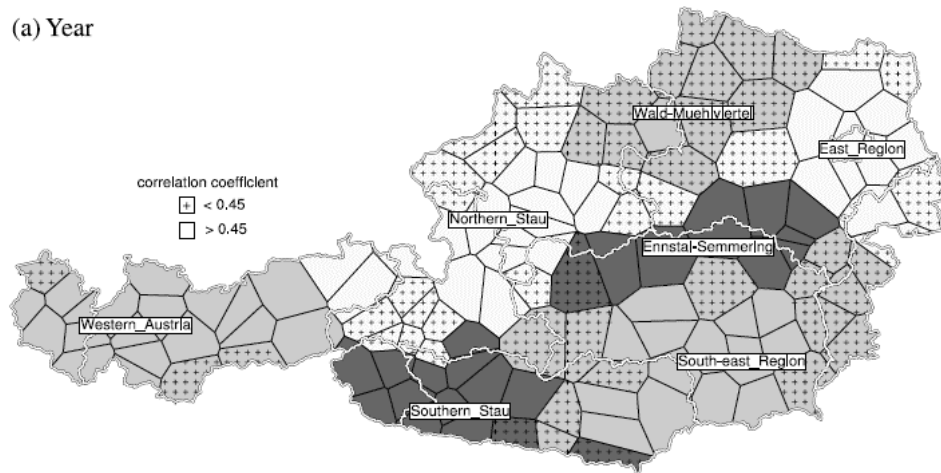 (a) Year
Wald-Muehlviertel
East_Region
correlation coefficient
< 0.45
> 0.45
Northern_Stau
Ennstal-Semmering
Western_Austria
South-east_Region
Southern_Stau